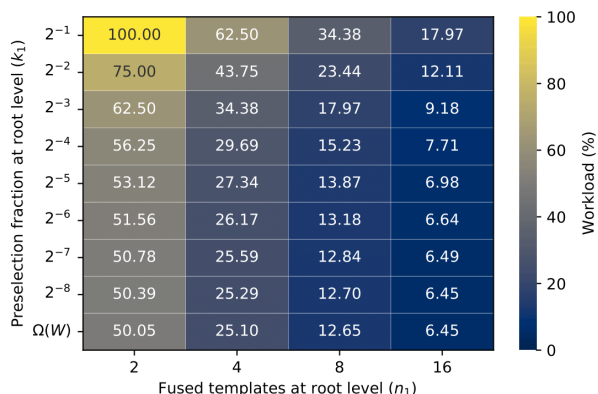 Preselection fraction at root level (k₁)
2⁻¹ 100.00 62.50 34.38 17.97
2⁻² 75.00 43.75 23.44 12.11
2⁻³ 62.50 34.38 17.97 9.18
2⁻⁴ 56.25 29.69 15.23 7.71
2⁻⁵ 53.12 27.34 13.87 6.98
2⁻⁶ 51.56 26.17 13.18 6.64
2⁻⁷ 50.78 25.59 12.84 6.49
2⁻⁸ 50.39 25.29 12.70 6.45
Ω(W) 50.05 25.10 12.65 6.45
2 4 8 16
Fused templates at root level (n₁)
100
80
60
40
20
0
Workload (%)